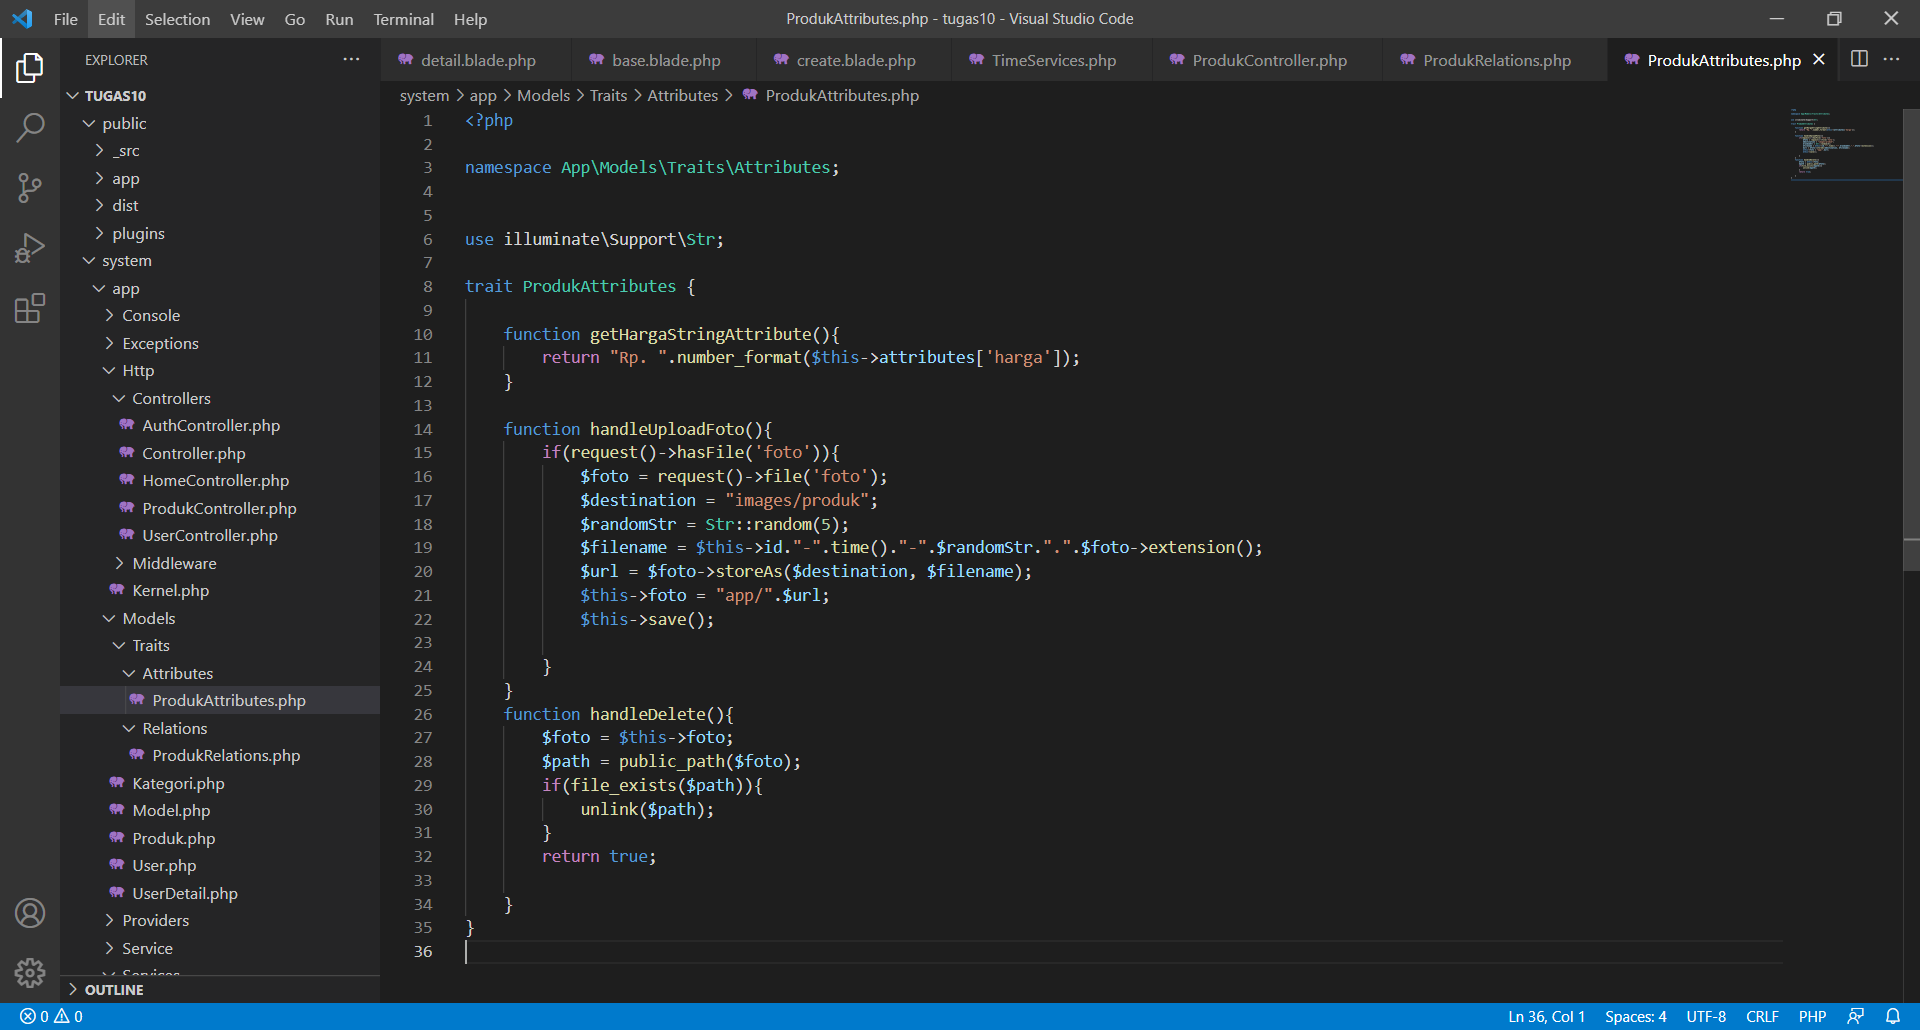 File Edit Selection View Go Run Terminal Help ProdukAttributes.php - tugas10 - Visual Studio Code
EXPLORER
TUGAS10
public
_src
app
dist
plugins
system
app
Console
Exceptions
Http
Controllers
AuthController.php
Controller.php
HomeController.php
ProdukController.php
UserController.php
Middleware
Kernel.php
Models
Traits
Attributes
ProdukAttributes.php
Relations
ProdukRelations.php
Kategori.php
Model.php
Produk.php
User.php
UserDetail.php
Providers
Service
Services
OUTLINE
detail.blade.php base.blade.php create.blade.php TimeServices.php ProdukController.php ProdukRelations.php ProdukAttributes.php
system > app > Models > Traits > Attributes > ProdukAttributes.php
1 <?php
2
3 namespace App\Models\Traits\Attributes;
4
5
6 use illuminate\Support\Str;
7
8 trait ProdukAttributes {
9
10 function getHargaStringAttribute(){
11 return "Rp. ".number_format($this->attributes['harga']);
12 }
13
14 function handleUploadFoto(){
15 if(request()->hasFile('foto')){
16 $foto = request()->file('foto');
17 $destination = "images/produk";
18 $randomStr = Str::random(5);
19 $filename = $this->id."-".time()."-".$randomStr.".".$foto->extension();
20 $url = $foto->storeAs($destination, $filename);
21 $this->foto = "app/".$url;
22 $this->save();
23
24 }
25 }
26 function handleDelete(){
27 $foto = $this->foto;
28 $path = public_path($foto);
29 if(file_exists($path)){
30 unlink($path);
31 }
32 return true;
33
34 }
35 }
36
0 0 Ln 36, Col 1 Spaces: 4 UTF-8 CRLF PHP